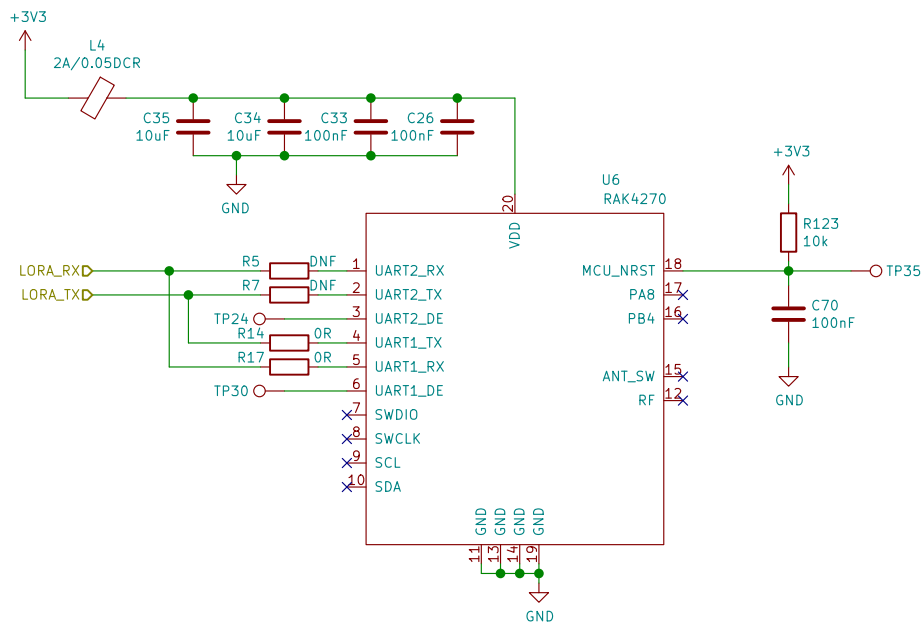 +3V3
L4
2A/0.05DCR
C35
10uF
C34
10uF
C33
100nF
C26
100nF
GND
+3V3
U6
RAK4270
20
VDD
R123
10k
LORA_RX
R5
DNF
1
UART2_RX
MCU_NRST
18
TP35
LORA_TX
R7
DNF
2
UART2_TX
PA8
17
TP24
3
UART2_DE
PB4
16
C70
100nF
R14
0R
4
UART1_TX
R17
0R
5
UART1_RX
ANT_SW
15
TP30
6
UART1_DE
RF
12
GND
7
SWDIO
8
SWCLK
9
SCL
10
SDA
GND
GND
GND
GND
11
13
14
19
GND